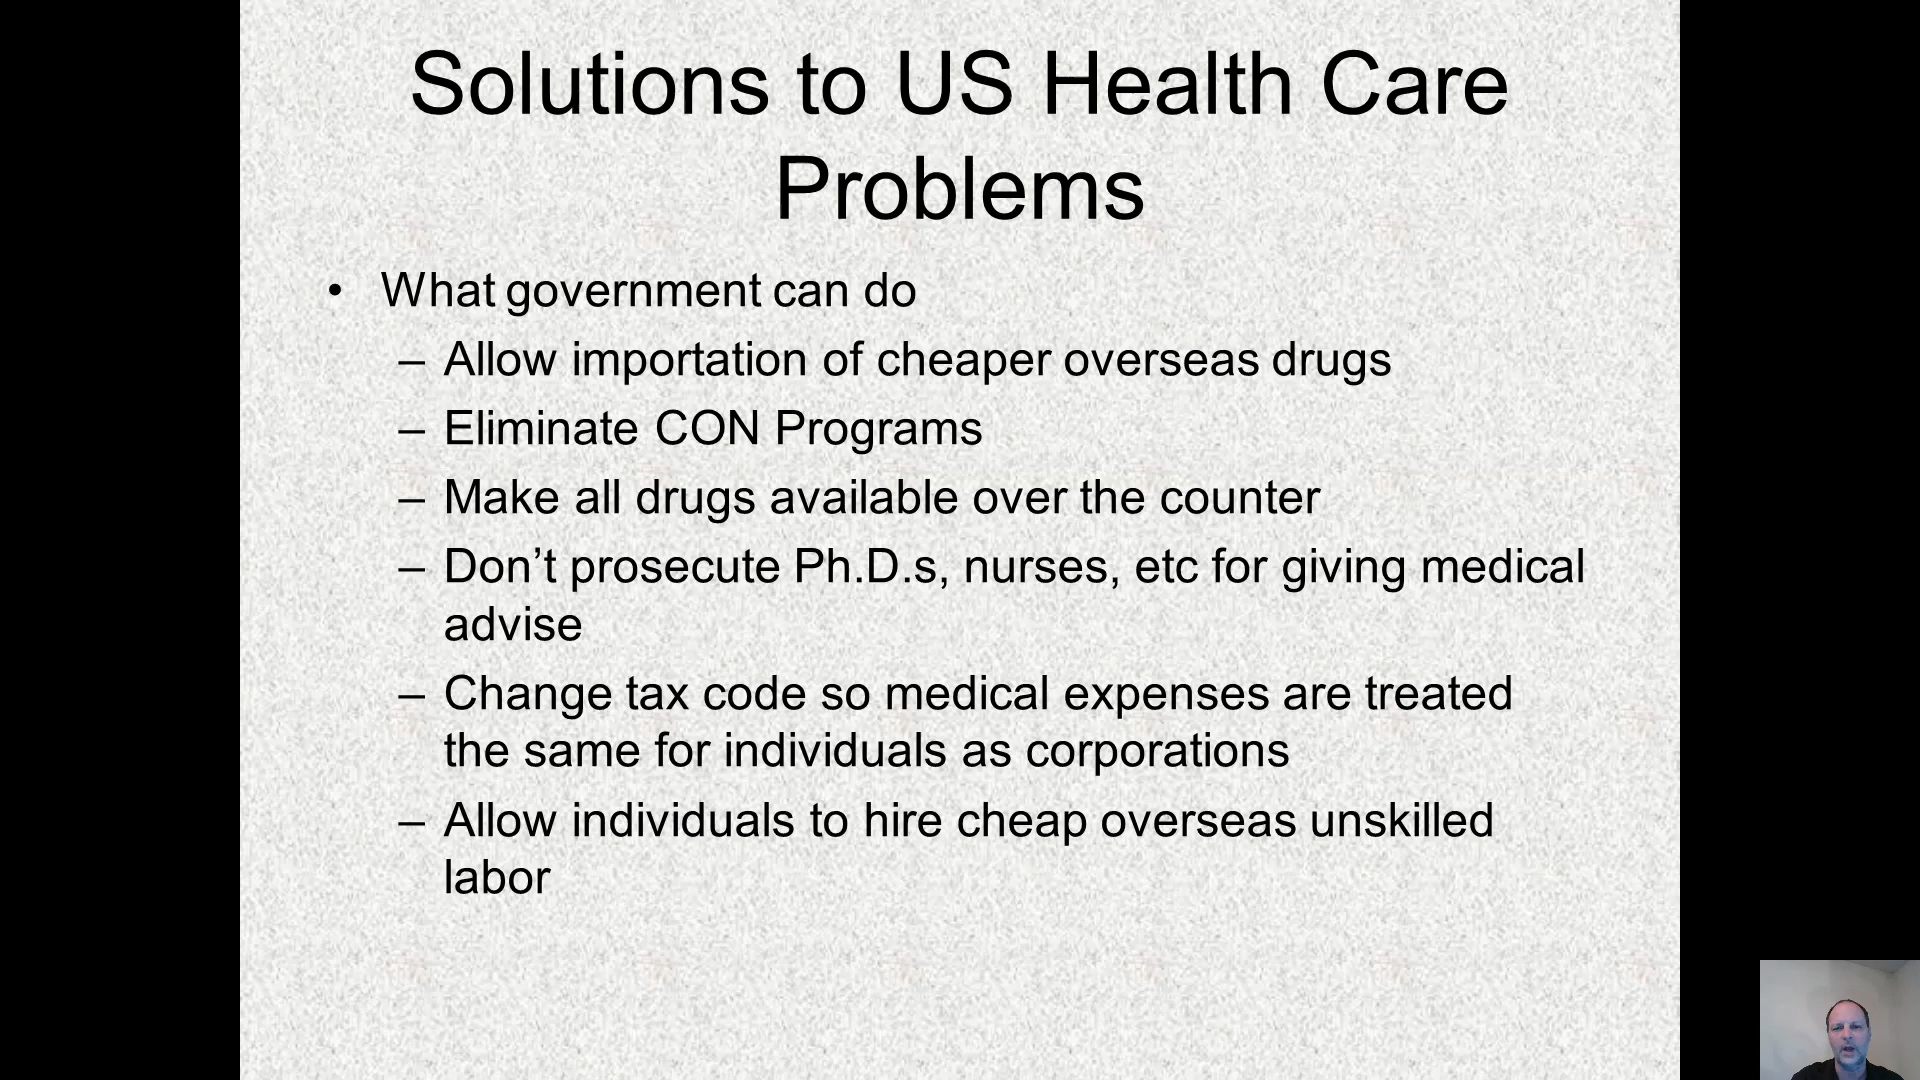 Solutions to US Health Care
Problems
• What government can do
– Allow importation of cheaper overseas drugs
– Eliminate CON Programs
– Make all drugs available over the counter
– Don’t prosecute Ph.D.s, nurses, etc for giving medical
advise
– Change tax code so medical expenses are treated
the same for individuals as corporations
– Allow individuals to hire cheap overseas unskilled
labor